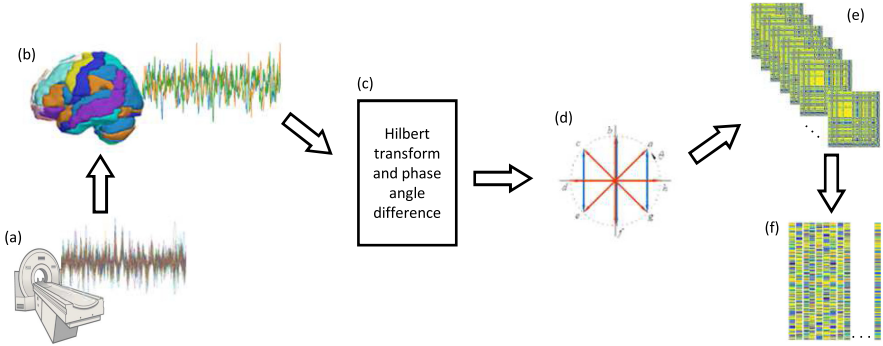 (a)
(b)
(c)
Hilbert
transform
and phase
angle
difference
(d)
b
c
a
θ
d
h
e
g
f
(e)
. . .
(f)
. . .